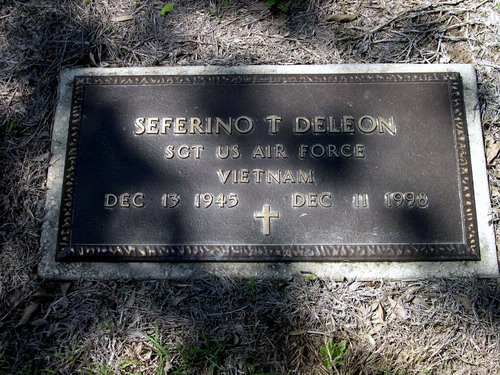 SEFERINO T DELEON
SGT US AIR FORCE
VIETNAM
DEC 13 1945 DEC 11 1998